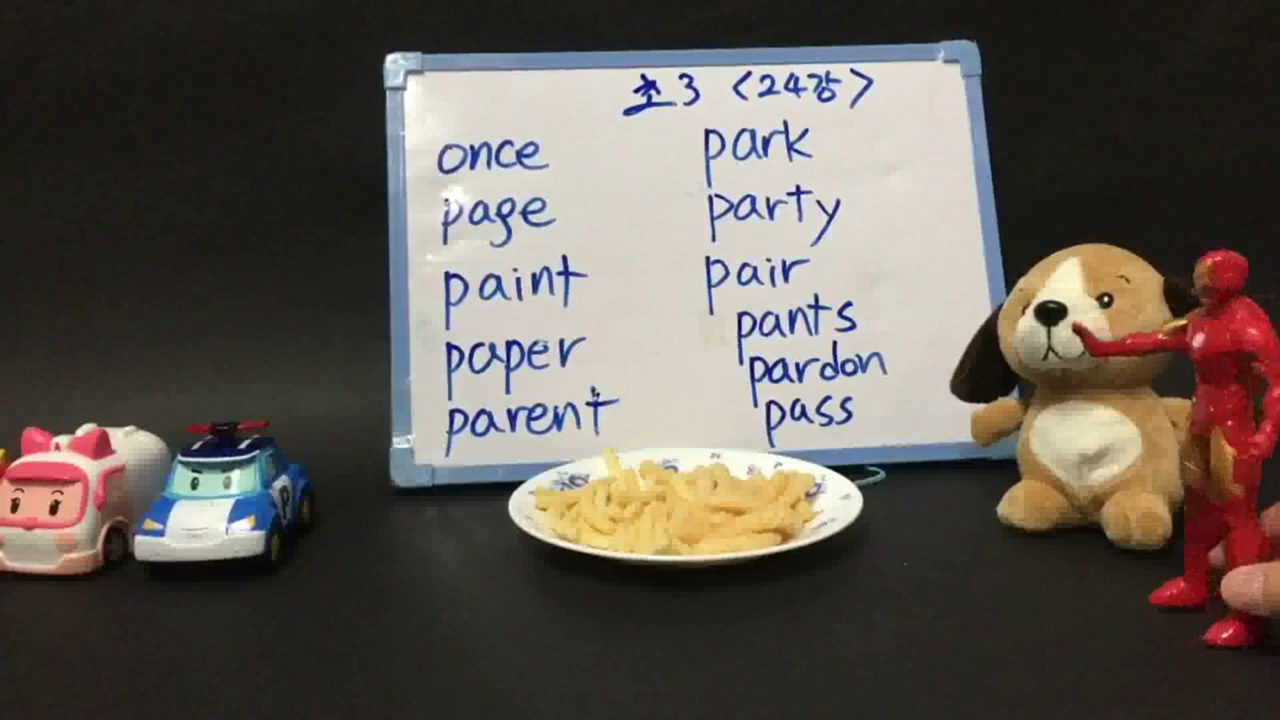 초3 <24강>
once
page
paint
paper
parent
park
party
pair
pants
pardon
pass
P